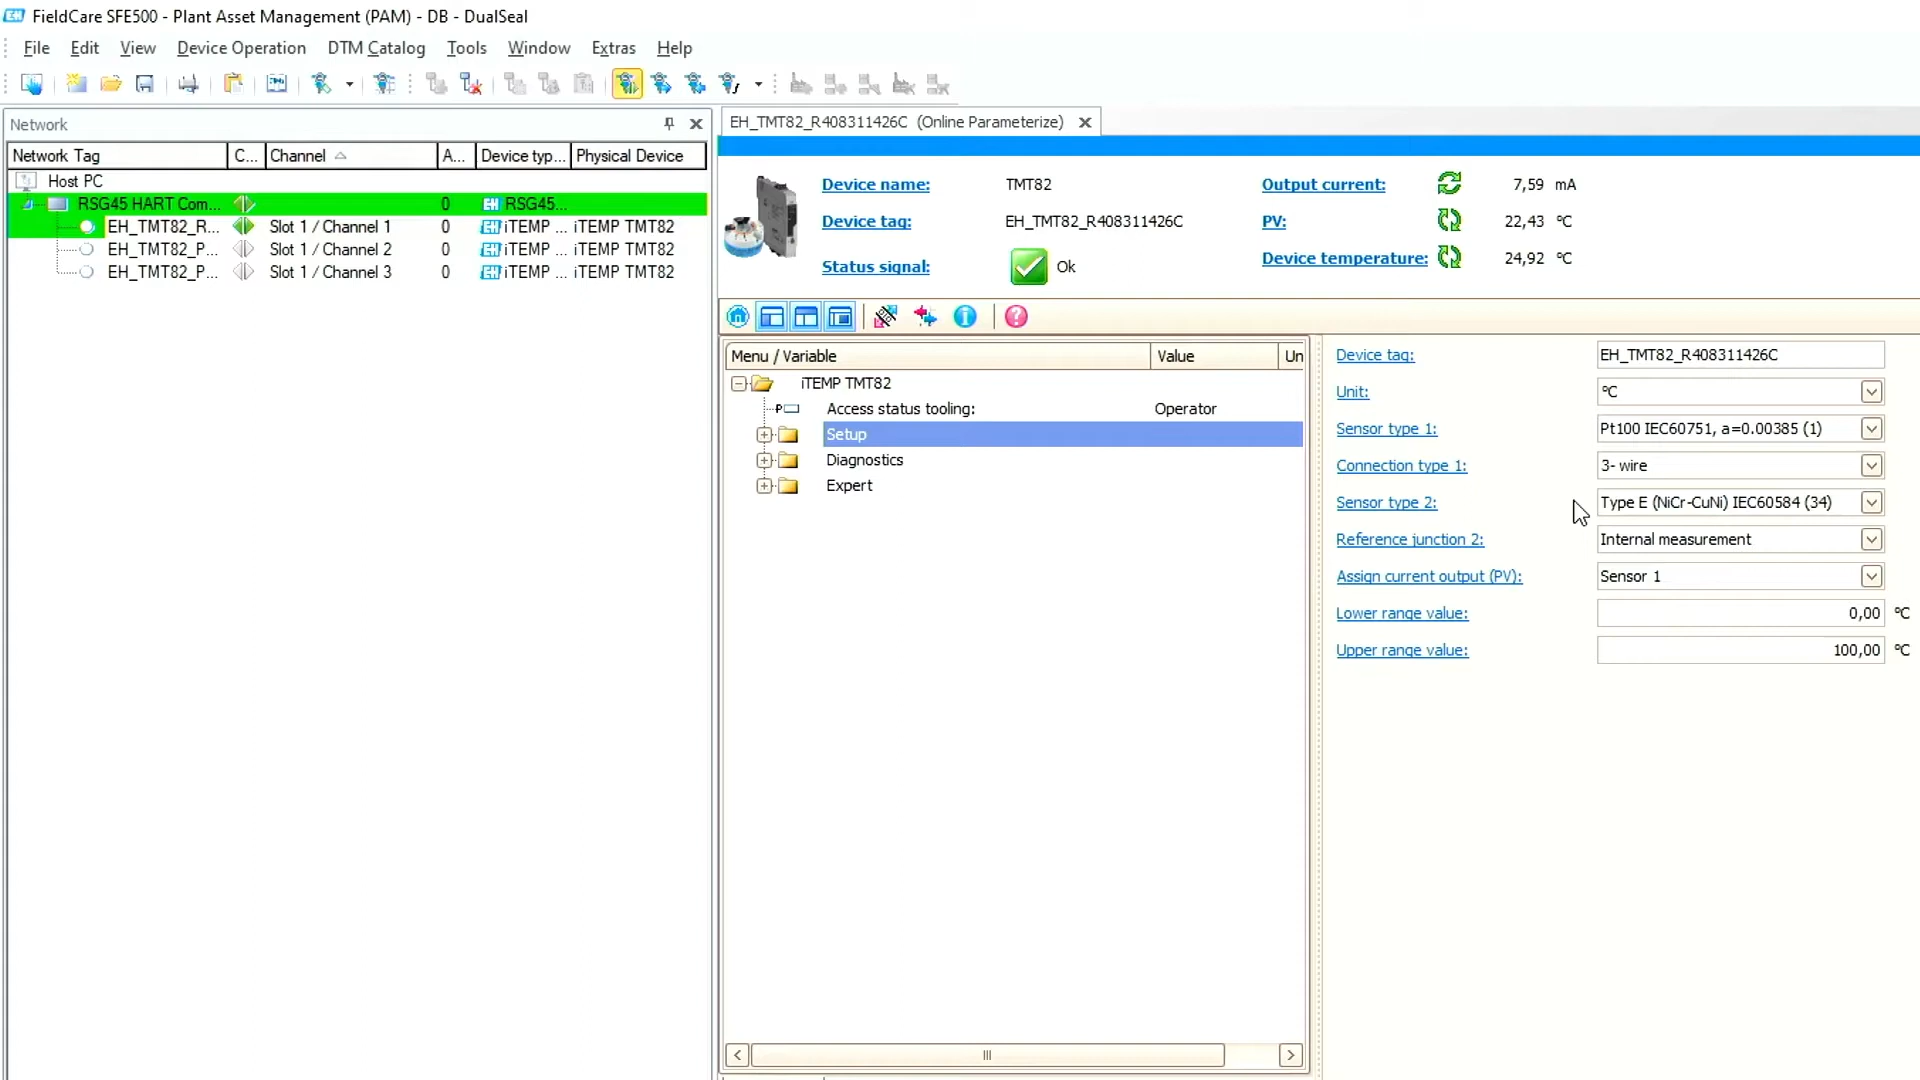 FieldCare SFE500 - Plant Asset Management (PAM) - DB - DualSeal
File Edit View Device Operation DTM Catalog Tools Window Extras Help
Network
Network Tag C... Channel A... Device typ... Physical Device
Host PC
RSG45 HART Com... 0 RSG45...
EH_TMT82_R... Slot 1 / Channel 1 0 iTEMP ... iTEMP TMT82
EH_TMT82_P... Slot 1 / Channel 2 0 iTEMP ... iTEMP TMT82
EH_TMT82_P... Slot 1 / Channel 3 0 iTEMP ... iTEMP TMT82
EH_TMT82_R408311426C (Online Parameterize)
Device name: TMT82 Output current: 7,59 mA
Device tag: EH_TMT82_R408311426C PV: 22,43 °C
Status signal: Ok Device temperature: 24,92 °C
Menu / Variable Value Un
iTEMP TMT82
Access status tooling: Operator
Setup
Diagnostics
Expert
Device tag: EH_TMT82_R408311426C
Unit: °C
Sensor type 1: Pt100 IEC60751, a=0.00385 (1)
Connection type 1: 3- wire
Sensor type 2: Type E (NiCr-CuNi) IEC60584 (34)
Reference junction 2: Internal measurement
Assign current output (PV): Sensor 1
Lower range value: 0,00 °C
Upper range value: 100,00 °C